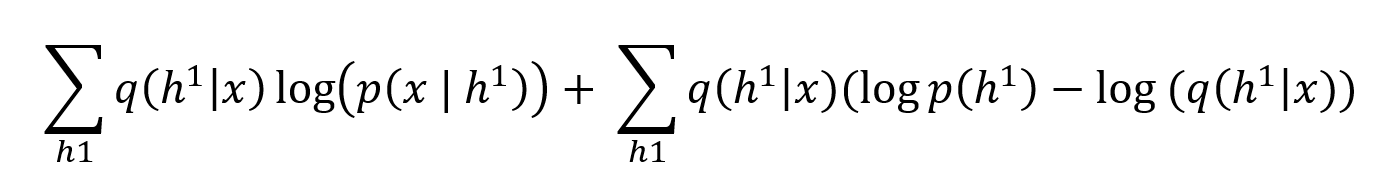 ∑ q(h¹|x) log(p(x | h¹)) + ∑ q(h¹|x)(log p(h¹) − log (q(h¹|x))
h1 h1